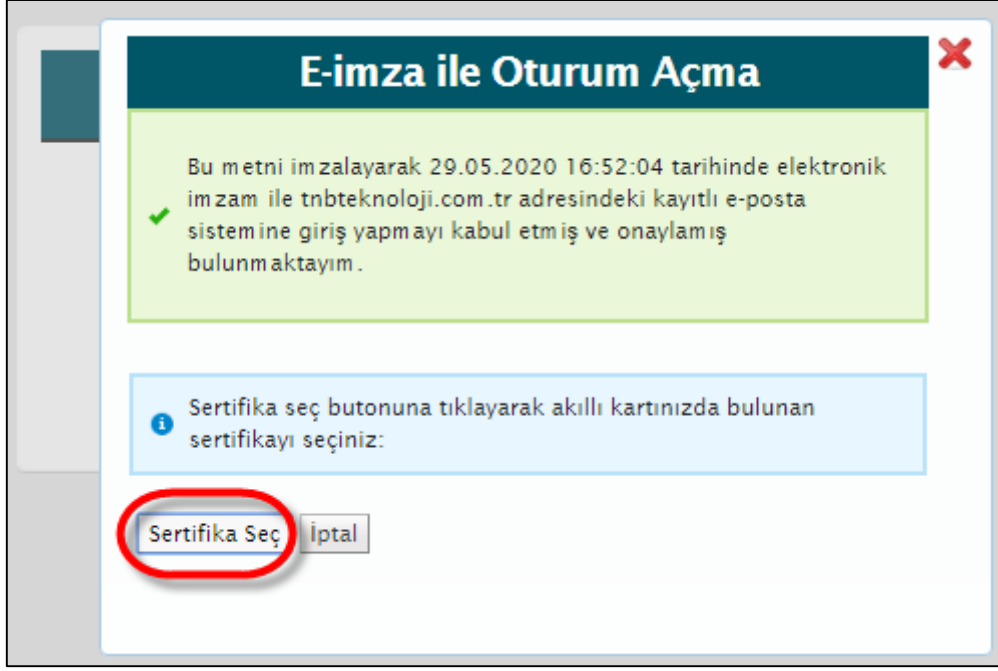 E-imza ile Oturum Açma
Bu metni imzalayarak 29.05.2020 16:52:04 tarihinde elektronik
imzam ile tnbteknoloji.com.tr adresindeki kayıtlı e-posta
sistemine giriş yapmayı kabul etmiş ve onaylamış
bulunmaktayım.
Sertifika seç butonuna tıklayarak akıllı kartınızda bulunan
sertifikayı seçiniz:
Sertifika Seç İptal